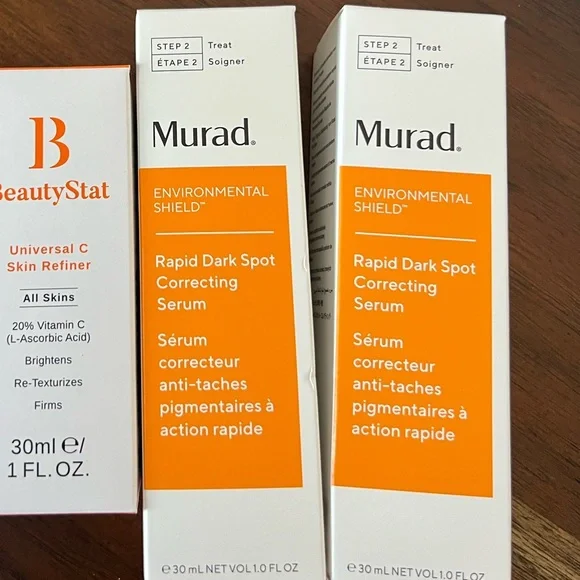 B
BeautyStat
Universal C
Skin Refiner
All Skins
20% Vitamin C
(L-Ascorbic Acid)
Brightens
Re-Texturizes
Firms
30ml e/
1 FL. OZ.
STEP 2 Treat
ÉTAPE 2 Soigner
Murad®
ENVIRONMENTAL
SHIELD™
Rapid Dark Spot
Correcting
Serum
Sérum
correcteur
anti-taches
pigmentaires à
action rapide
e 30 mL NET VOL 1.0 FL OZ
STEP 2 Treat
ÉTAPE 2 Soigner
Murad®
ENVIRONMENTAL
SHIELD™
Rapid Dark Spot
Correcting
Serum
Sérum
correcteur
anti-taches
pigmentaires à
action rapide
e 30 mL NET VOL 1.0 FL OZ